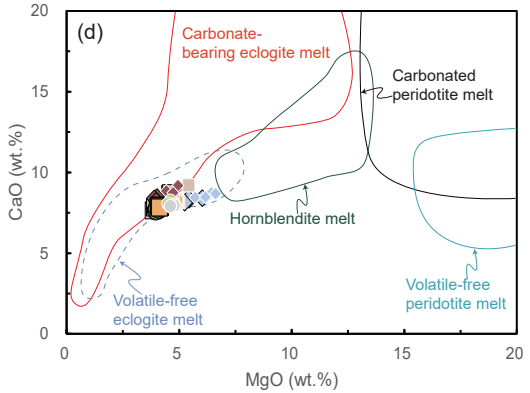 (d)
Carbonate-
bearing eclogite melt
Carbonated
peridotite melt
Hornblendite melt
Volatile-free
eclogite melt
Volatile-free
peridotite melt
CaO (wt.%)
20
15
10
5
0
0
5
10
15
20
MgO (wt.%)